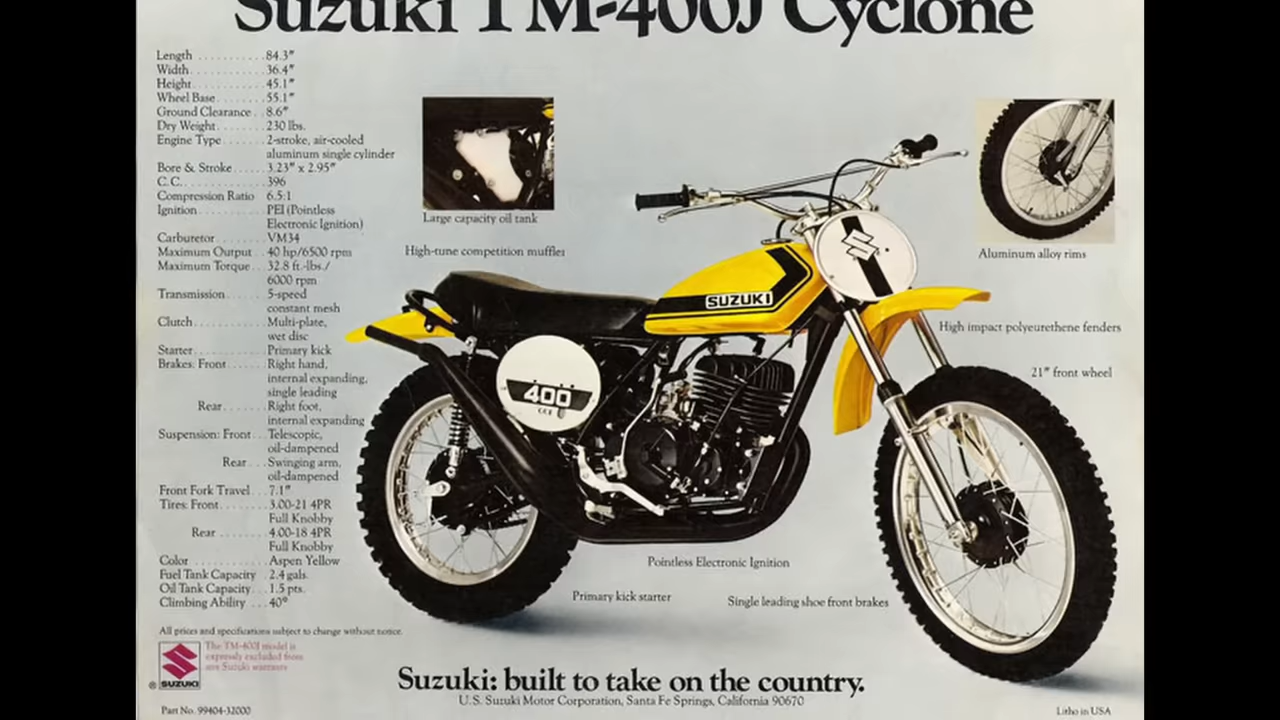 Suzuki TM-400J Cyclone
Length . . . . . . . . . . 84.3"
Width . . . . . . . . . . . 36.4"
Height . . . . . . . . . . . 45.1"
Wheel Base . . . . . . . 55.1"
Ground Clearance . . 8.6"
Dry Weight . . . . . . . 230 lbs.
Engine Type . . . . . . 2-stroke, air-cooled
aluminum single cylinder
Bore & Stroke . . . . . 3.23" x 2.95"
C.C. . . . . . . . . . . . . 396
Compression Ratio 6.5:1
Ignition . . . . . . . . . . PEI (Pointless
Electronic Ignition)
Carburetor . . . . . . . VM34
Maximum Output . . 40 hp/6500 rpm
Maximum Torque . . 32.8 ft.-lbs./
6000 rpm
Transmission . . . . . 5-speed
constant mesh
Clutch . . . . . . . . . . . Multi-plate,
wet disc
Starter . . . . . . . . . . . Primary kick
Brakes: Front . . . . . . Right hand,
internal expanding,
single leading
Rear . . . . . . Right foot,
internal expanding
Suspension: Front . . Telescopic,
oil-dampened
Rear . . . Swinging arm,
oil-dampened
Front Fork Travel . . 7.1"
Tires: Front . . . . . . . 3.00-21 4PR
Full Knobby
Rear . . . . . . . 4.00-18 4PR
Full Knobby
Color . . . . . . . . . . . Aspen Yellow
Fuel Tank Capacity . 2.4 gals.
Oil Tank Capacity . . 1.5 pts.
Climbing Ability . . . 40°
Large capacity oil tank
High-tune competition muffler
Aluminum alloy rims
SUZUKI
High impact polyeurethene fenders
21" front wheel
400
Pointless Electronic Ignition
Primary kick starter
Single leading shoe front brakes
All prices and specifications subject to change without notice.
The TM-400J model is
expressly excluded from
any Suzuki warranty
® SUZUKI
Suzuki: built to take on the country.
U.S. Suzuki Motor Corporation, Santa Fe Springs, California 90670
Part No. 99404-32000
Litho in USA